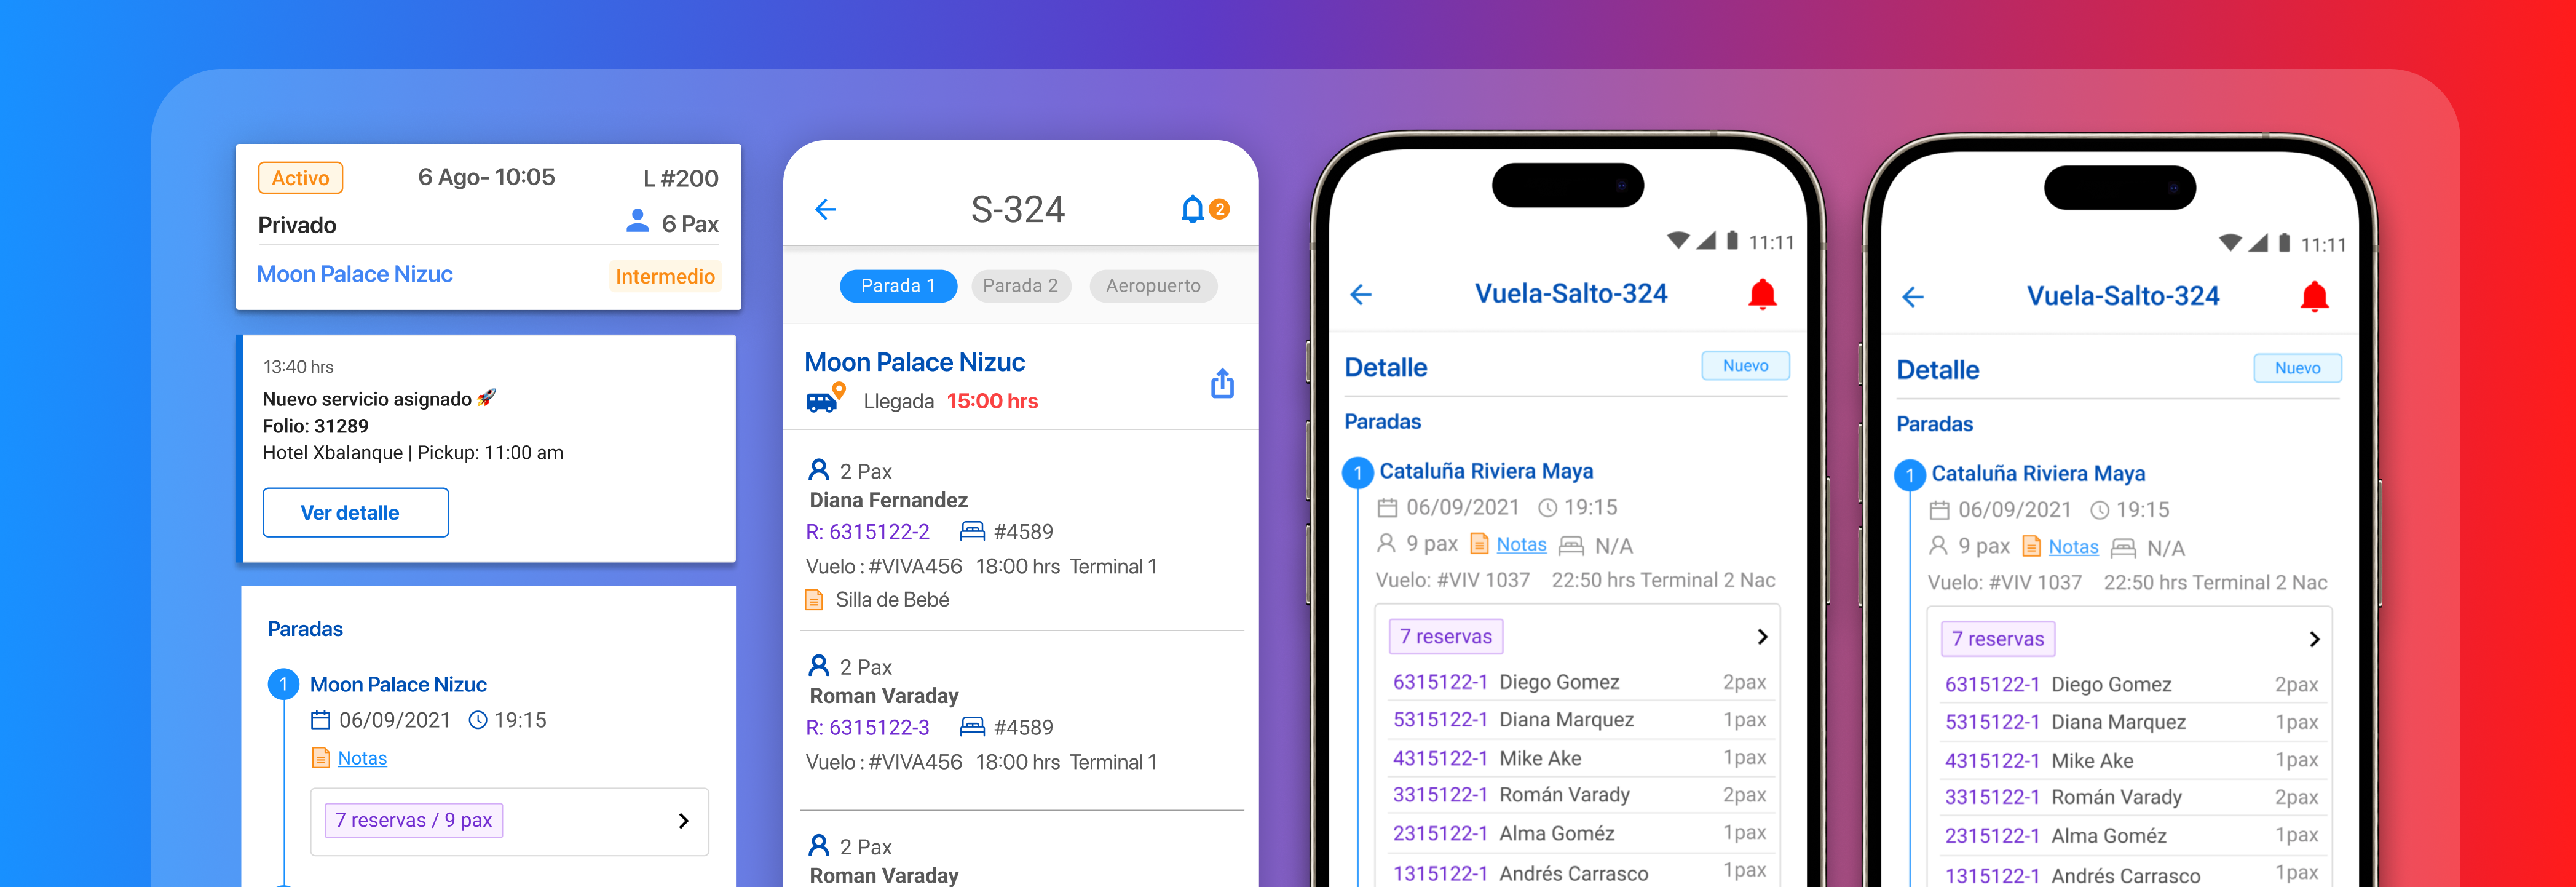 Activo 6 Ago- 10:05 L #200
Privado 6 Pax
Moon Palace Nizuc Intermedio
13:40 hrs
Nuevo servicio asignado 🚀
Folio: 31289
Hotel Xbalanque | Pickup: 11:00 am
Ver detalle
Paradas
1 Moon Palace Nizuc
06/09/2021 19:15
Notas
7 reservas / 9 pax
S-324 2
Parada 1 Parada 2 Aeropuerto
Moon Palace Nizuc
Llegada 15:00 hrs
2 Pax
Diana Fernandez
R: 6315122-2 #4589
Vuelo : #VIVA456 18:00 hrs Terminal 1
Silla de Bebé
2 Pax
Roman Varaday
R: 6315122-3 #4589
Vuelo : #VIVA456 18:00 hrs Terminal 1
2 Pax
Roman Varaday
11:11
Vuela-Salto-324
Detalle Nuevo
Paradas
1 Cataluña Riviera Maya
06/09/2021 19:15
9 pax Notas N/A
Vuelo: #VIV 1037 22:50 hrs Terminal 2 Nac
7 reservas
6315122-1 Diego Gomez 2pax
5315122-1 Diana Marquez 1pax
4315122-1 Mike Ake 1pax
3315122-1 Román Varady 2pax
2315122-1 Alma Goméz 1pax
1315122-1 Andrés Carrasco 1pax
11:11
Vuela-Salto-324
Detalle Nuevo
Paradas
1 Cataluña Riviera Maya
06/09/2021 19:15
9 pax Notas N/A
Vuelo: #VIV 1037 22:50 hrs Terminal 2 Nac
7 reservas
6315122-1 Diego Gomez 2pax
5315122-1 Diana Marquez 1pax
4315122-1 Mike Ake 1pax
3315122-1 Román Varady 2pax
2315122-1 Alma Goméz 1pax
1315122-1 Andrés Carrasco 1pax